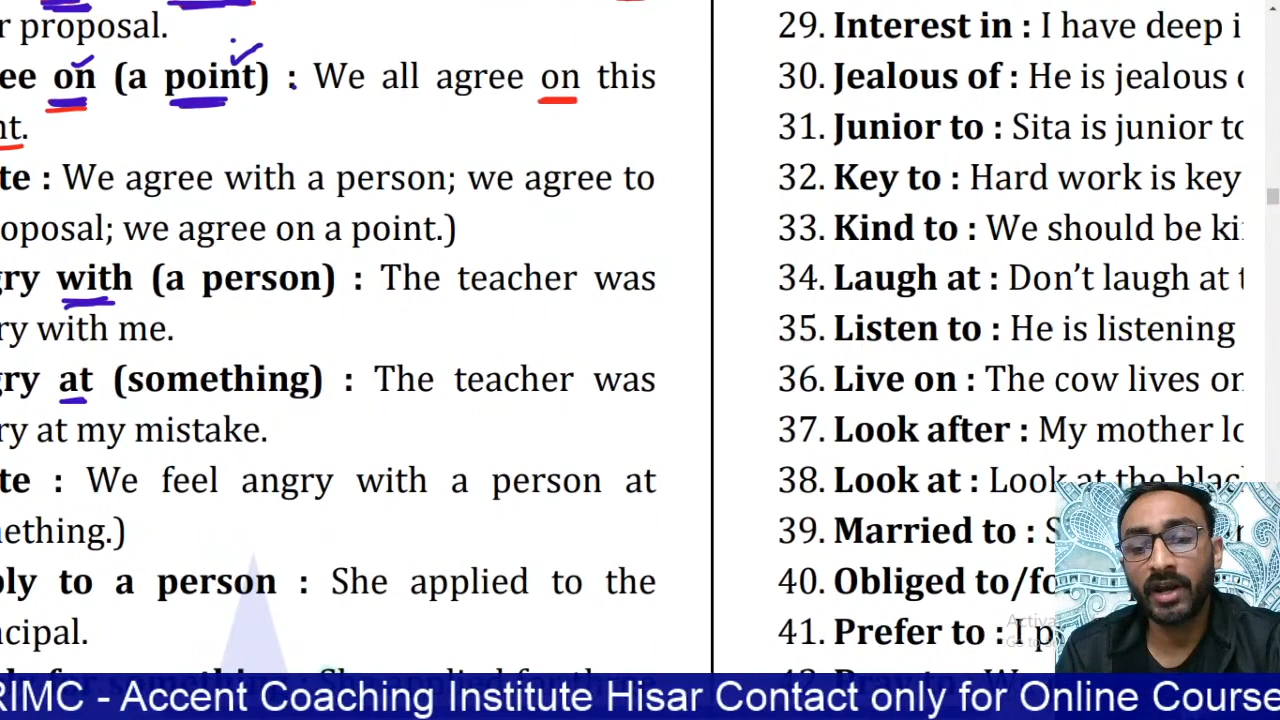 r proposal.
ee on (a point) : We all agree on this
nt.
te : We agree with a person; we agree to
oposal; we agree on a point.)
gry with (a person) : The teacher was
ry with me.
gry at (something) : The teacher was
ry at my mistake.
te : We feel angry with a person at
nething.)
ply to a person : She applied to the
ncipal.
29. Interest in : I have deep i
30. Jealous of : He is jealous
31. Junior to : Sita is junior to
32. Key to : Hard work is key
33. Kind to : We should be ki
34. Laugh at : Don't laugh at t
35. Listen to : He is listening
36. Live on : The cow lives on
37. Look after : My mother lo
38. Look at : Look at the blac
39. Married to : S
40. Obliged to/fo
41. Prefer to : I p
RIMC - Accent Coaching Institute Hisar Contact only for Online Course